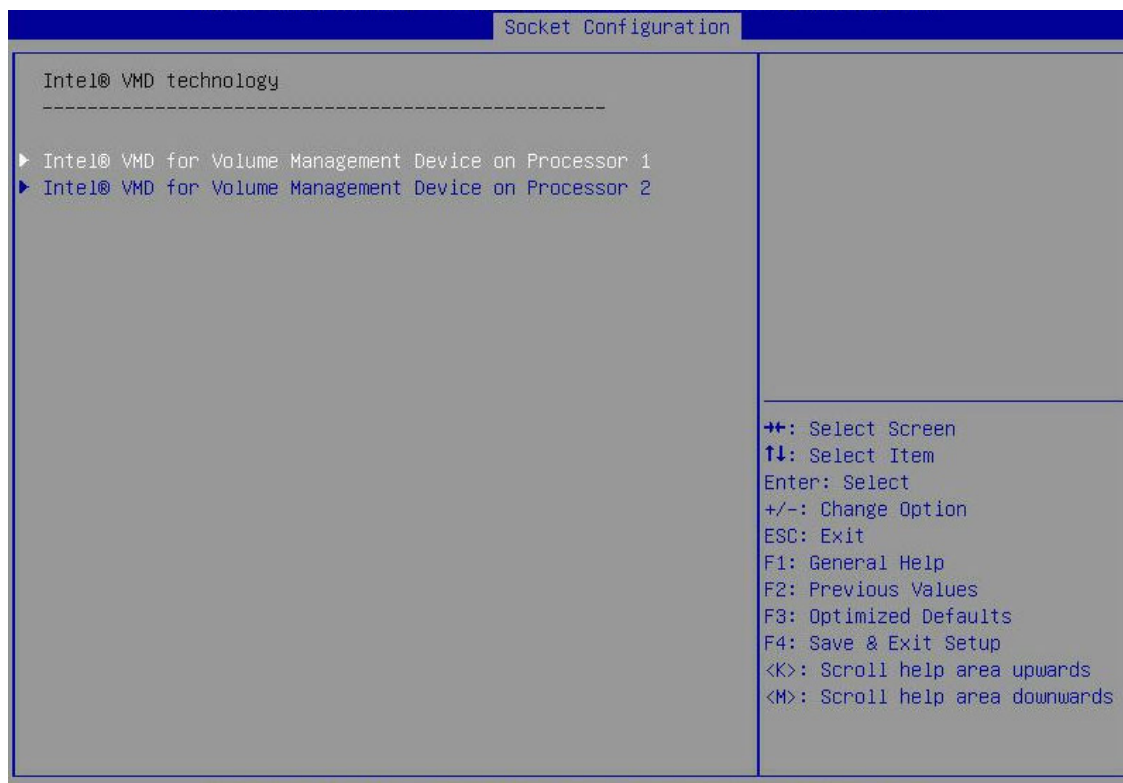 Socket Configuration
Intel® VMD technology
--------------------------------------------------
Intel® VMD for Volume Management Device on Processor 1
Intel® VMD for Volume Management Device on Processor 2
→←: Select Screen
↑↓: Select Item
Enter: Select
+/-: Change Option
ESC: Exit
F1: General Help
F2: Previous Values
F3: Optimized Defaults
F4: Save & Exit Setup
<K>: Scroll help area upwards
<M>: Scroll help area downwards